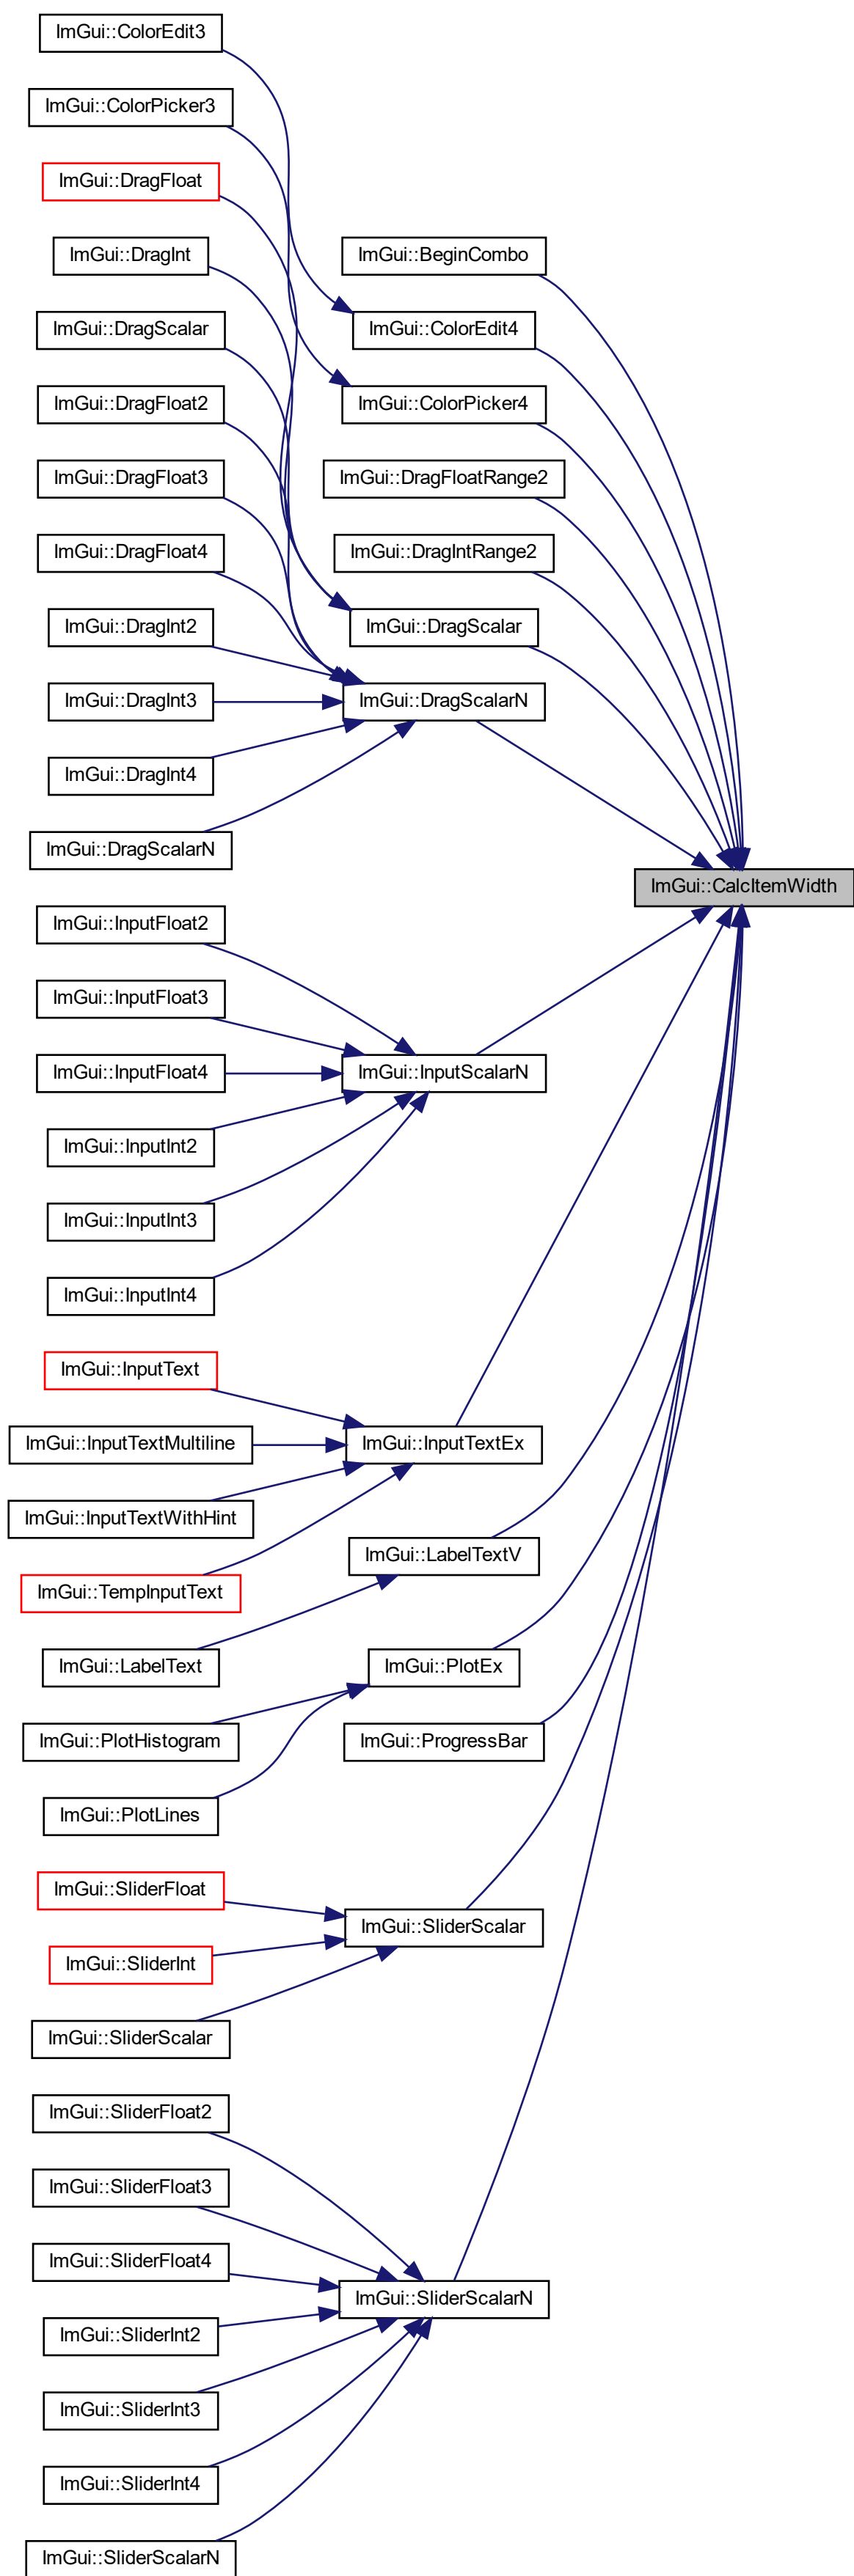 ImGui::ColorEdit3
ImGui::ColorPicker3
ImGui::DragFloat
ImGui::DragInt
ImGui::BeginCombo
ImGui::DragScalar
ImGui::ColorEdit4
ImGui::DragFloat2
ImGui::ColorPicker4
ImGui::DragFloat3
ImGui::DragFloatRange2
ImGui::DragFloat4
ImGui::DragIntRange2
ImGui::DragInt2
ImGui::DragScalar
ImGui::DragInt3
ImGui::DragScalarN
ImGui::DragInt4
ImGui::DragScalarN
ImGui::CalcItemWidth
ImGui::InputFloat2
ImGui::InputFloat3
ImGui::InputFloat4
ImGui::InputScalarN
ImGui::InputInt2
ImGui::InputInt3
ImGui::InputInt4
ImGui::InputText
ImGui::InputTextMultiline
ImGui::InputTextEx
ImGui::InputTextWithHint
ImGui::LabelTextV
ImGui::TempInputText
ImGui::LabelText
ImGui::PlotEx
ImGui::PlotHistogram
ImGui::ProgressBar
ImGui::PlotLines
ImGui::SliderFloat
ImGui::SliderScalar
ImGui::SliderInt
ImGui::SliderScalar
ImGui::SliderFloat2
ImGui::SliderFloat3
ImGui::SliderFloat4
ImGui::SliderScalarN
ImGui::SliderInt2
ImGui::SliderInt3
ImGui::SliderInt4
ImGui::SliderScalarN